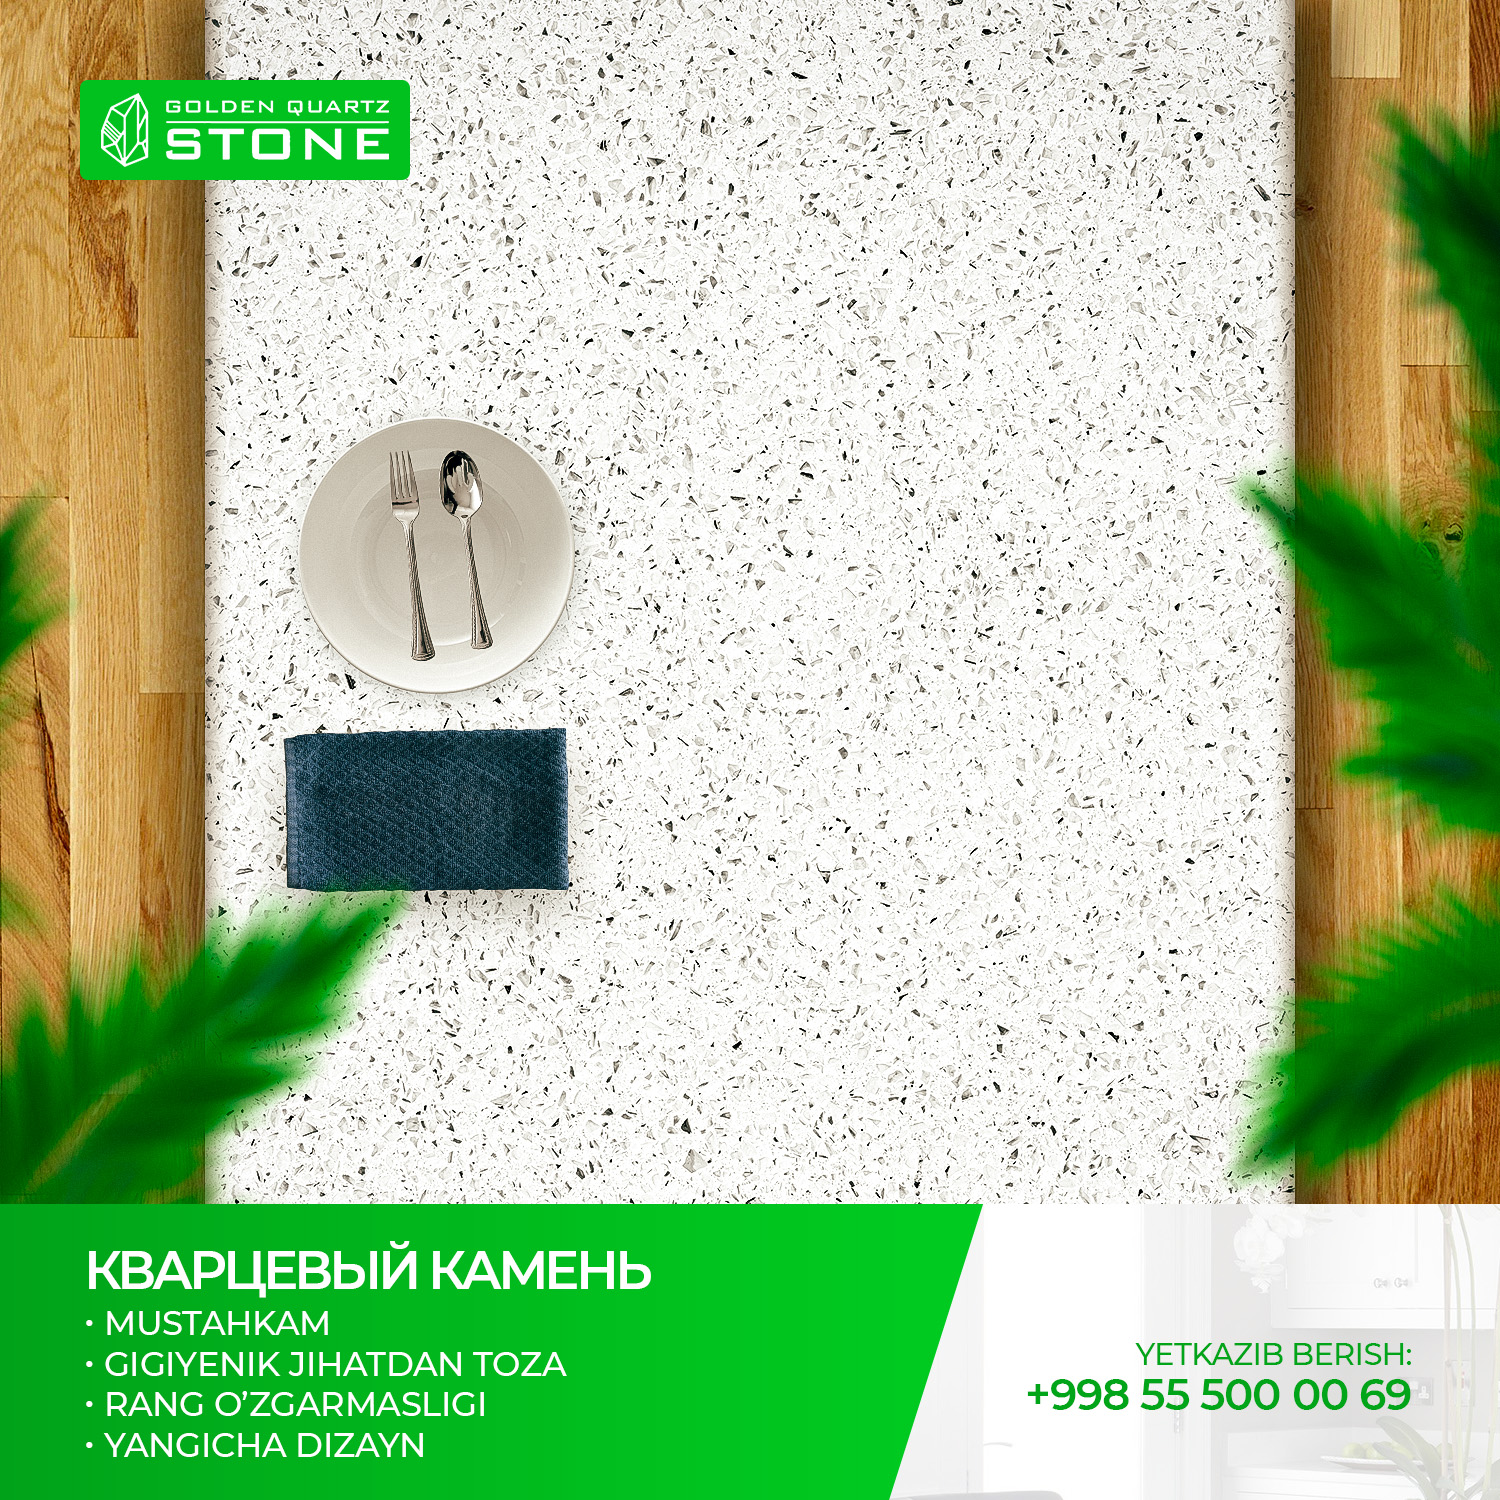 GOLDEN QUARTZ
STONE
КВАРЦЕВЫЙ КАМЕНЬ
• MUSTAHKAM
• GIGIYENIK JIHATDAN TOZA
• RANG O’ZGARMASLIGI
• YANGICHA DIZAYN
YETKAZIB BERISH:
+998 55 500 00 69